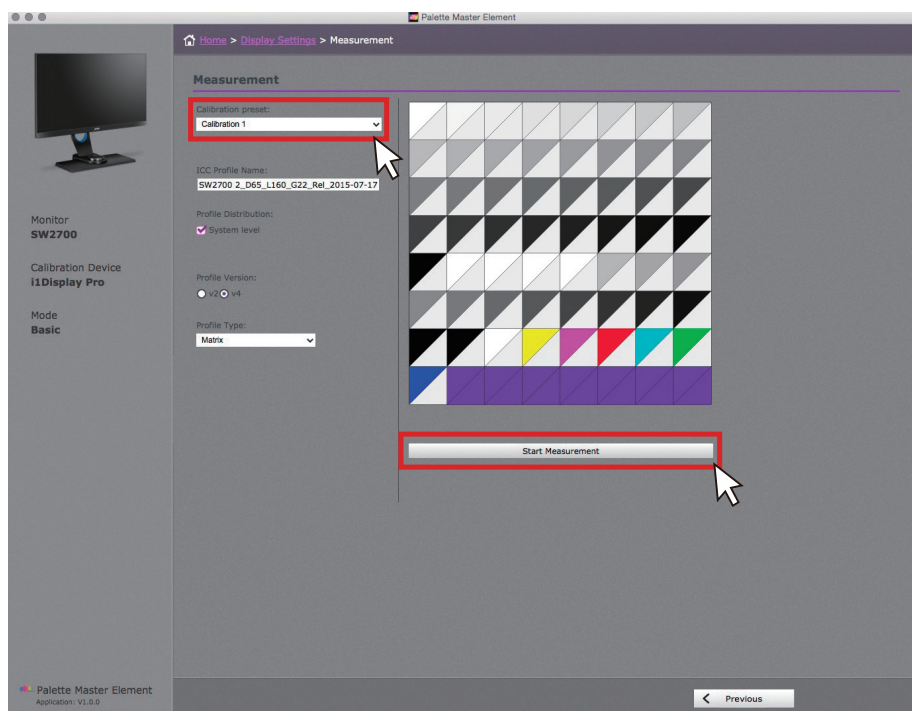 Palette Master Element
Home > Display Settings > Measurement
Measurement
Calibration preset:
Calibration 1
ICC Profile Name:
SW2700 2_D65_L160_G22_Rel_2015-07-17
Profile Distribution:
System level
Profile Version:
v2 v4
Profile Type:
Matrix
Monitor
SW2700
Calibration Device
i1Display Pro
Mode
Basic
Start Measurement
Palette Master Element
Application: V1.0.0
Previous